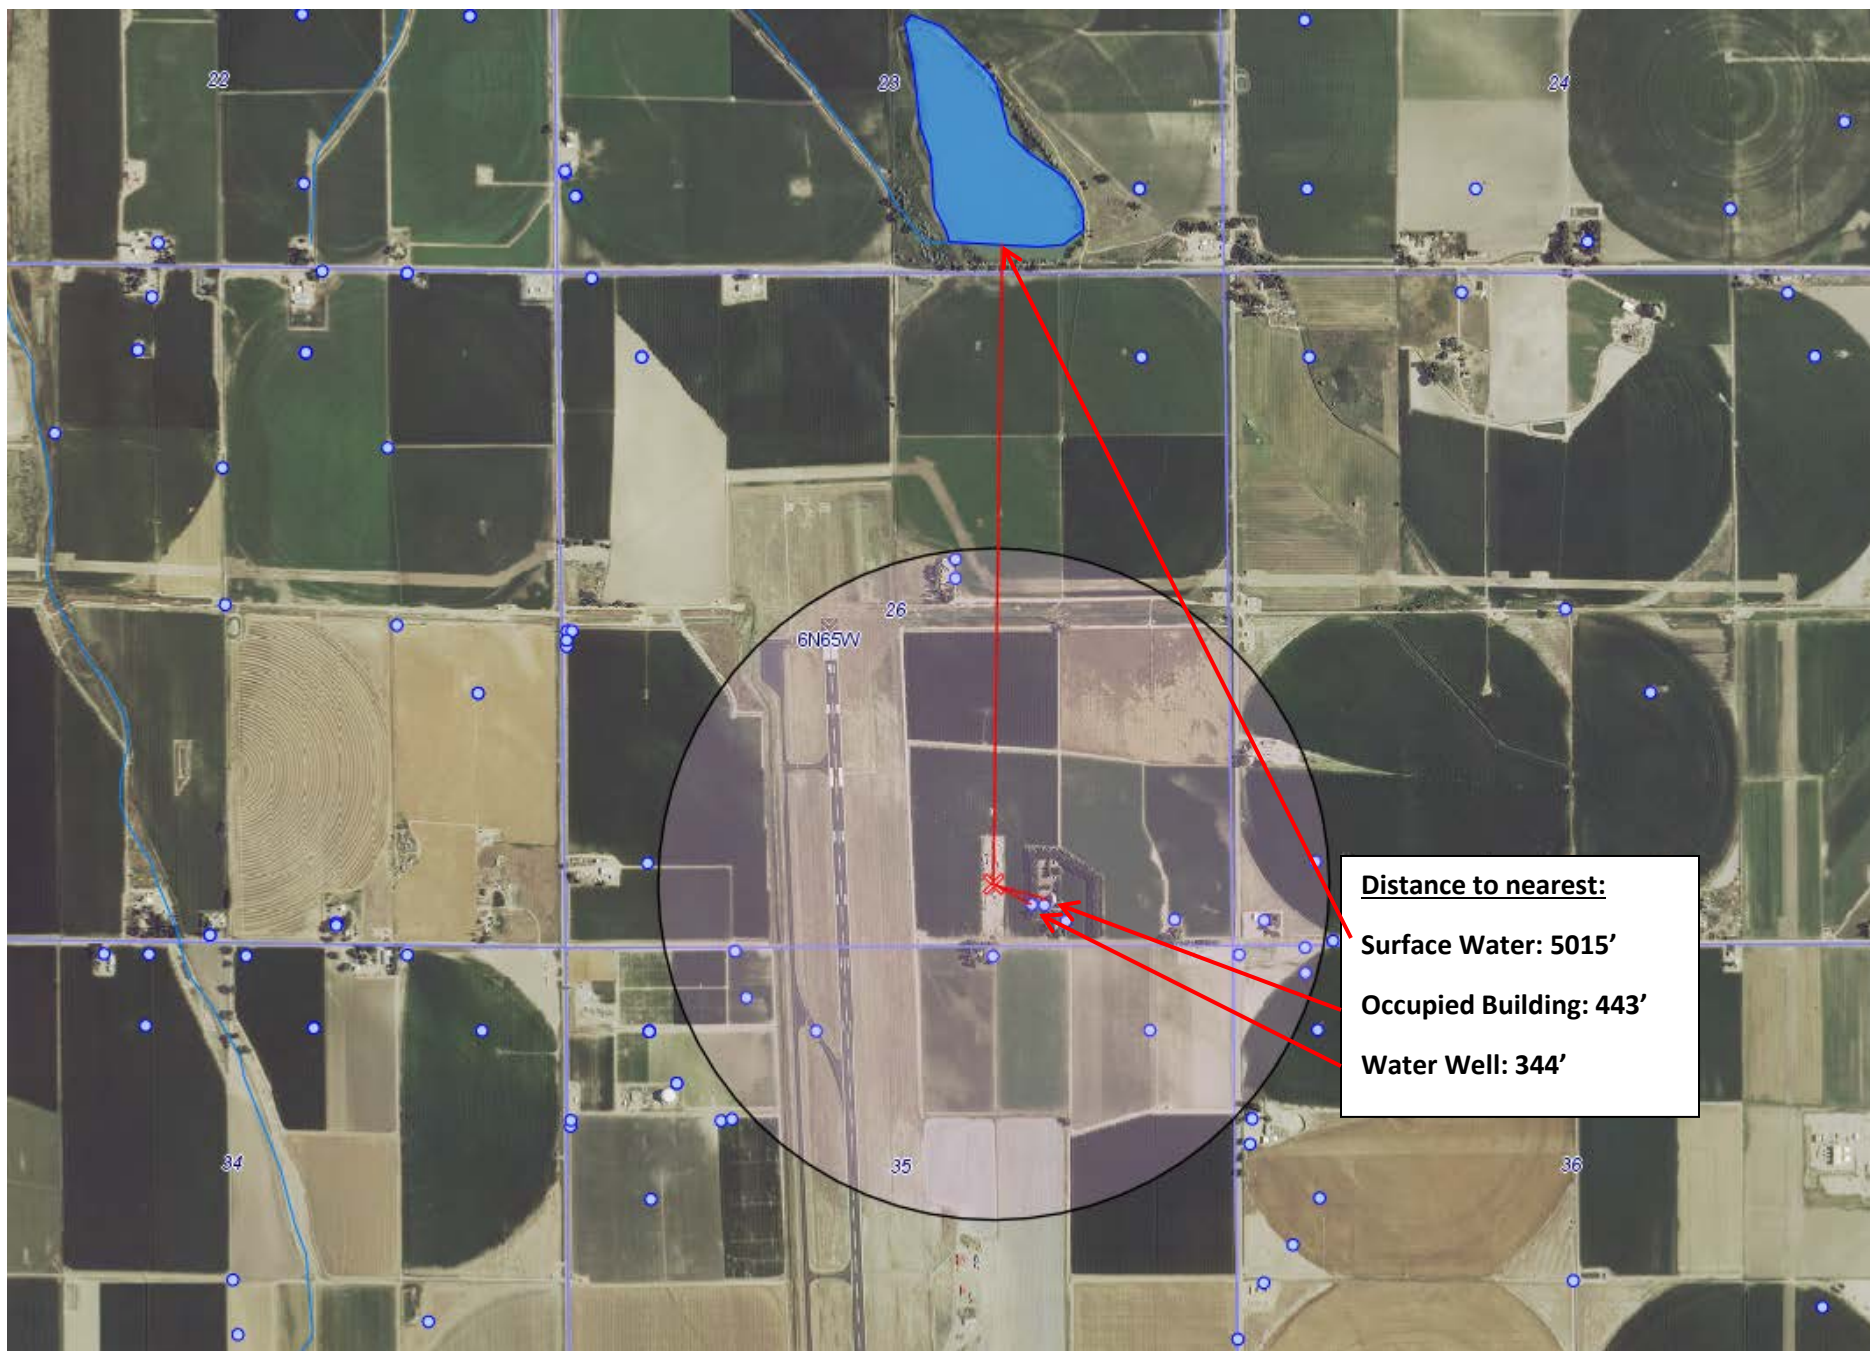 22
23
24
26
6N65W
Distance to nearest:
Surface Water: 5015’
Occupied Building: 443’
Water Well: 344’
34
35
36